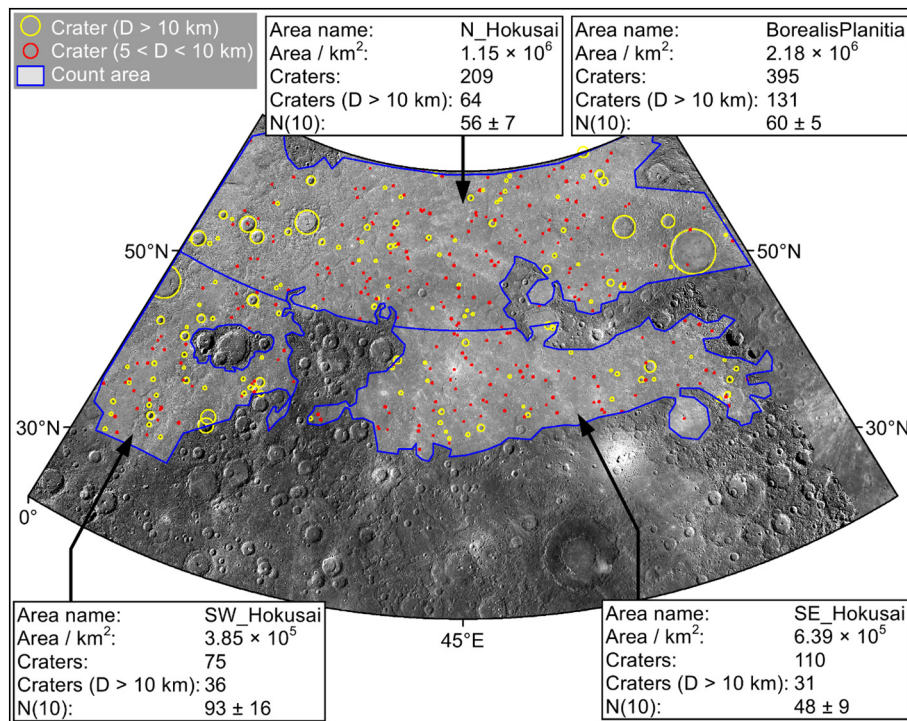 Crater (D > 10 km)
Crater (5 < D < 10 km)
Count area
Area name: N_Hokusai
Area / km²: 1.15 × 10⁶
Craters: 209
Craters (D > 10 km): 64
N(10): 56 ± 7
Area name: BorealisPlanitia
Area / km²: 2.18 × 10⁶
Craters: 395
Craters (D > 10 km): 131
N(10): 60 ± 5
50°N
50°N
30°N
30°N
0°
45°E
Area name: SW_Hokusai
Area / km²: 3.85 × 10⁵
Craters: 75
Craters (D > 10 km): 36
N(10): 93 ± 16
Area name: SE_Hokusai
Area / km²: 6.39 × 10⁵
Craters: 110
Craters (D > 10 km): 31
N(10): 48 ± 9